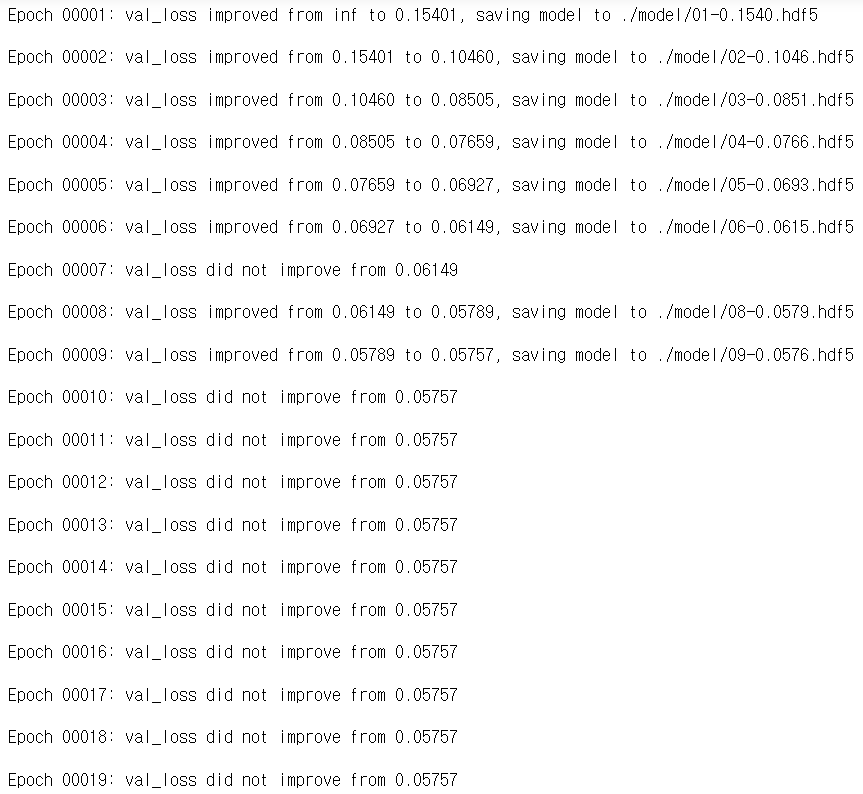 Epoch 00001: val_loss improved from inf to 0.15401, saving model to ./model/01-0.1540.hdf5
Epoch 00002: val_loss improved from 0.15401 to 0.10460, saving model to ./model/02-0.1046.hdf5
Epoch 00003: val_loss improved from 0.10460 to 0.08505, saving model to ./model/03-0.0851.hdf5
Epoch 00004: val_loss improved from 0.08505 to 0.07659, saving model to ./model/04-0.0766.hdf5
Epoch 00005: val_loss improved from 0.07659 to 0.06927, saving model to ./model/05-0.0693.hdf5
Epoch 00006: val_loss improved from 0.06927 to 0.06149, saving model to ./model/06-0.0615.hdf5
Epoch 00007: val_loss did not improve from 0.06149
Epoch 00008: val_loss improved from 0.06149 to 0.05789, saving model to ./model/08-0.0579.hdf5
Epoch 00009: val_loss improved from 0.05789 to 0.05757, saving model to ./model/09-0.0576.hdf5
Epoch 00010: val_loss did not improve from 0.05757
Epoch 00011: val_loss did not improve from 0.05757
Epoch 00012: val_loss did not improve from 0.05757
Epoch 00013: val_loss did not improve from 0.05757
Epoch 00014: val_loss did not improve from 0.05757
Epoch 00015: val_loss did not improve from 0.05757
Epoch 00016: val_loss did not improve from 0.05757
Epoch 00017: val_loss did not improve from 0.05757
Epoch 00018: val_loss did not improve from 0.05757
Epoch 00019: val_loss did not improve from 0.05757